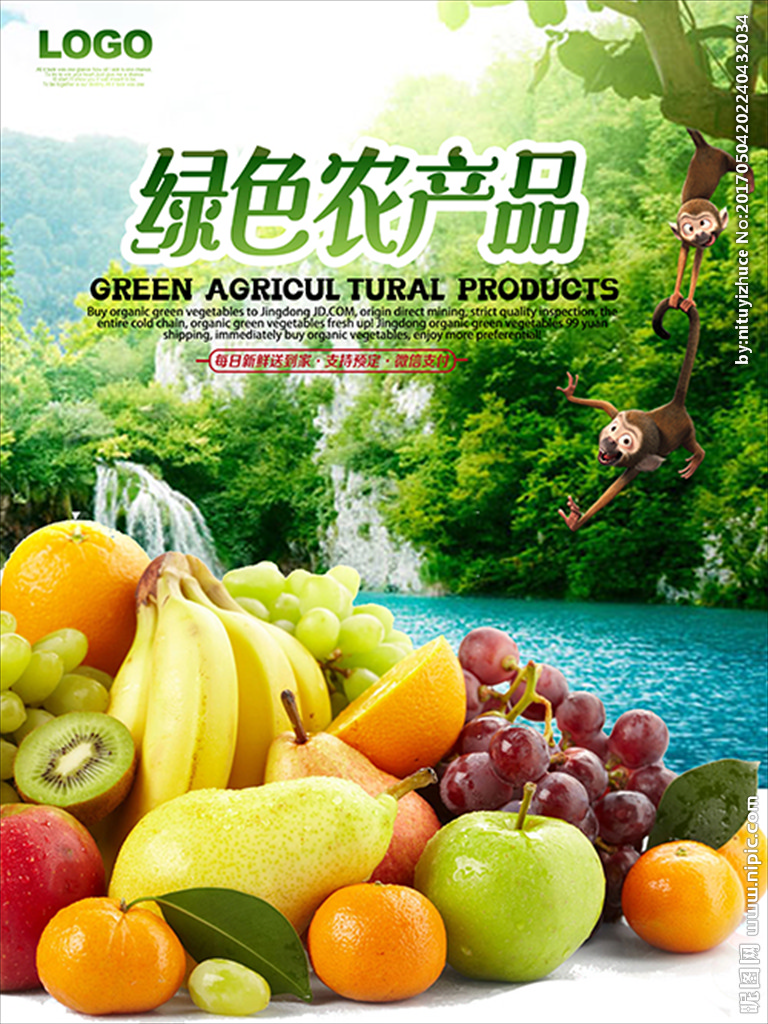 LOGO
绿色农产品
GREEN AGRICUL TURAL PRODUCTS
Buy organic green vegetables to Jingdong JD.COM, origin direct mining, strict quality inspection, the
entire cold chain, organic green vegetables fresh up! Jingdong organic green vegetables 99 yuan
shipping, immediately buy organic vegetables, enjoy more preferential!
每日新鲜送到家·支持预定·微信支付
by:nituyizhuce No:20170504202240432034
昵图网 www.nipic.com